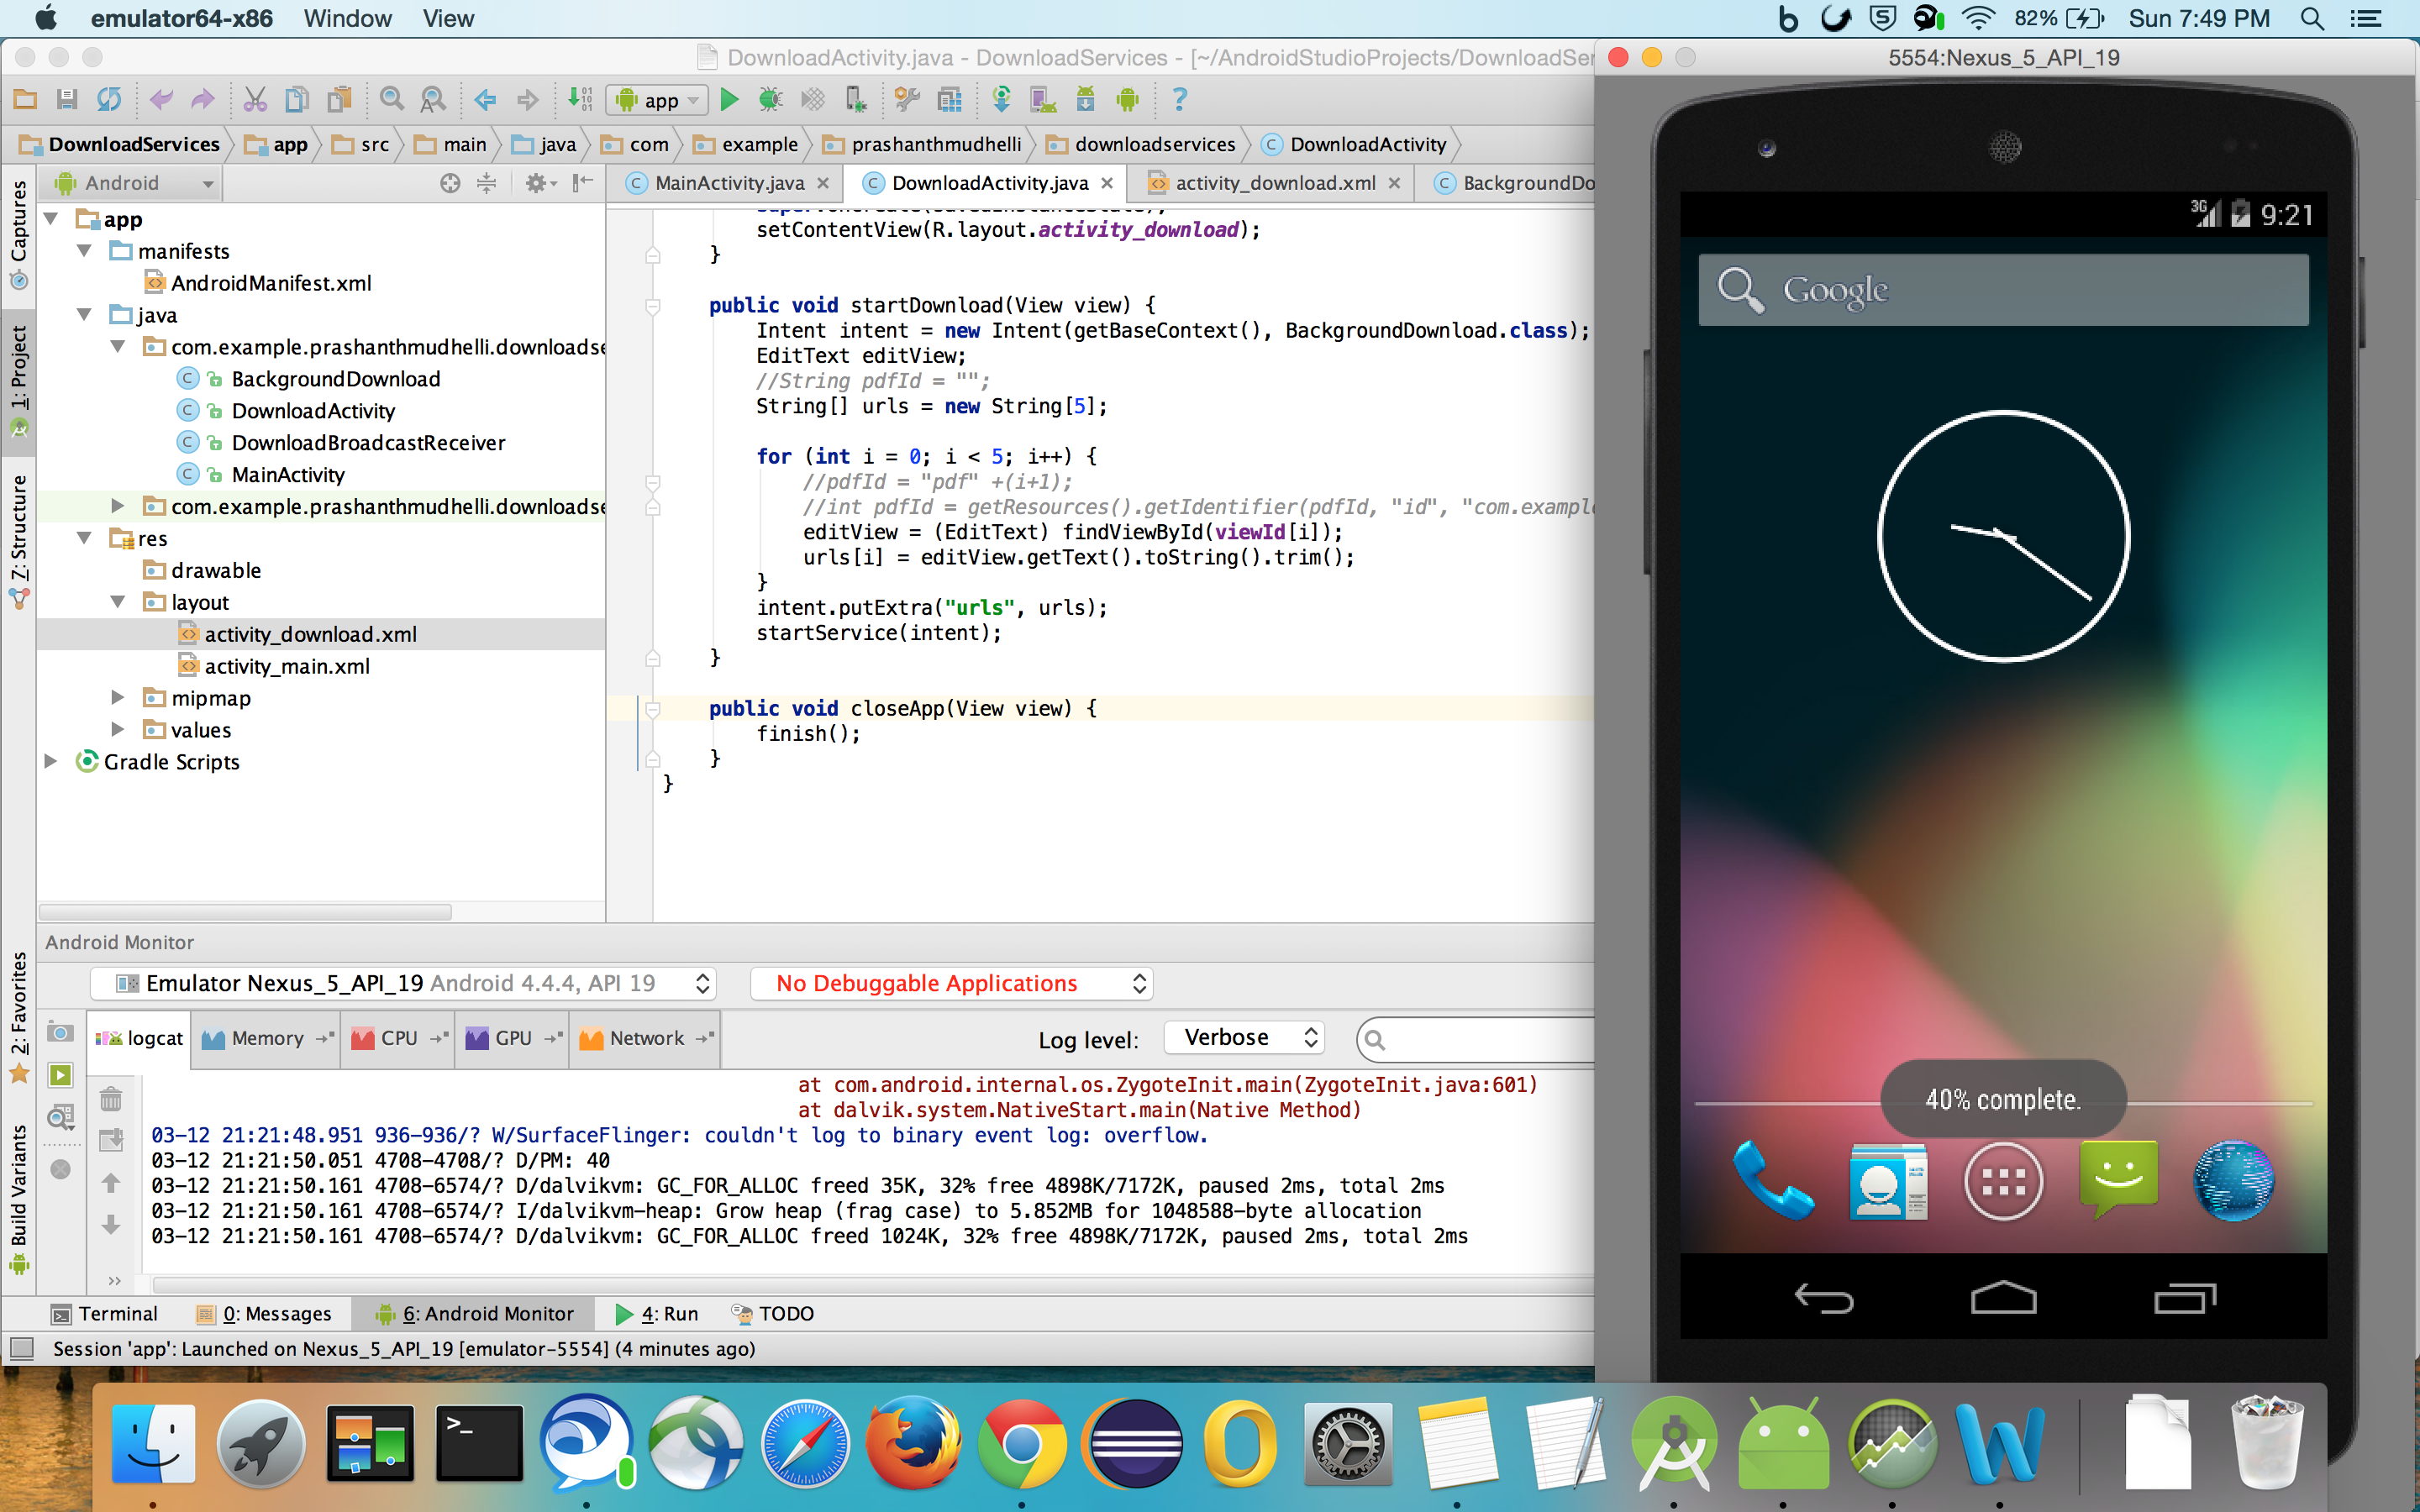 emulator64-x86 Window View
82% Sun 7:49 PM
DownloadActivity.java - DownloadServices - [~/AndroidStudioProjects/DownloadSer
5554:Nexus_5_API_19
app
DownloadServices app src main java com example prashanthmudhelli downloadservices DownloadActivity
Android
MainActivity.java DownloadActivity.java activity_download.xml BackgroundDo
Captures
1: Project
Z: Structure
2: Favorites
Build Variants
app
manifests
AndroidManifest.xml
java
com.example.prashanthmudhelli.downloadse
BackgroundDownload
DownloadActivity
DownloadBroadcastReceiver
MainActivity
com.example.prashanthmudhelli.downloadse
res
drawable
layout
activity_download.xml
activity_main.xml
mipmap
values
Gradle Scripts
setContentView(R.layout.activity_download);
}
public void startDownload(View view) {
Intent intent = new Intent(getBaseContext(), BackgroundDownload.class);
EditText editView;
//String pdfId = "";
String[] urls = new String[5];
for (int i = 0; i < 5; i++) {
//pdfId = "pdf" +(i+1);
//int pdfId = getResources().getIdentifier(pdfId, "id", "com.exampl
editView = (EditText) findViewById(viewId[i]);
urls[i] = editView.getText().toString().trim();
}
intent.putExtra("urls", urls);
startService(intent);
}
public void closeApp(View view) {
finish();
}
}
3G 9:21
Google
40% complete.
Android Monitor
Emulator Nexus_5_API_19 Android 4.4.4, API 19 No Debuggable Applications
logcat Memory CPU GPU Network Log level: Verbose
at com.android.internal.os.ZygoteInit.main(ZygoteInit.java:601)
at dalvik.system.NativeStart.main(Native Method)
03-12 21:21:48.951 936-936/? W/SurfaceFlinger: couldn't log to binary event log: overflow.
03-12 21:21:50.051 4708-4708/? D/PM: 40
03-12 21:21:50.161 4708-6574/? D/dalvikvm: GC_FOR_ALLOC freed 35K, 32% free 4898K/7172K, paused 2ms, total 2ms
03-12 21:21:50.161 4708-6574/? I/dalvikvm-heap: Grow heap (frag case) to 5.852MB for 1048588-byte allocation
03-12 21:21:50.161 4708-6574/? D/dalvikvm: GC_FOR_ALLOC freed 1024K, 32% free 4898K/7172K, paused 2ms, total 2ms
Terminal 0: Messages 6: Android Monitor 4: Run TODO
Session 'app': Launched on Nexus_5_API_19 [emulator-5554] (4 minutes ago)